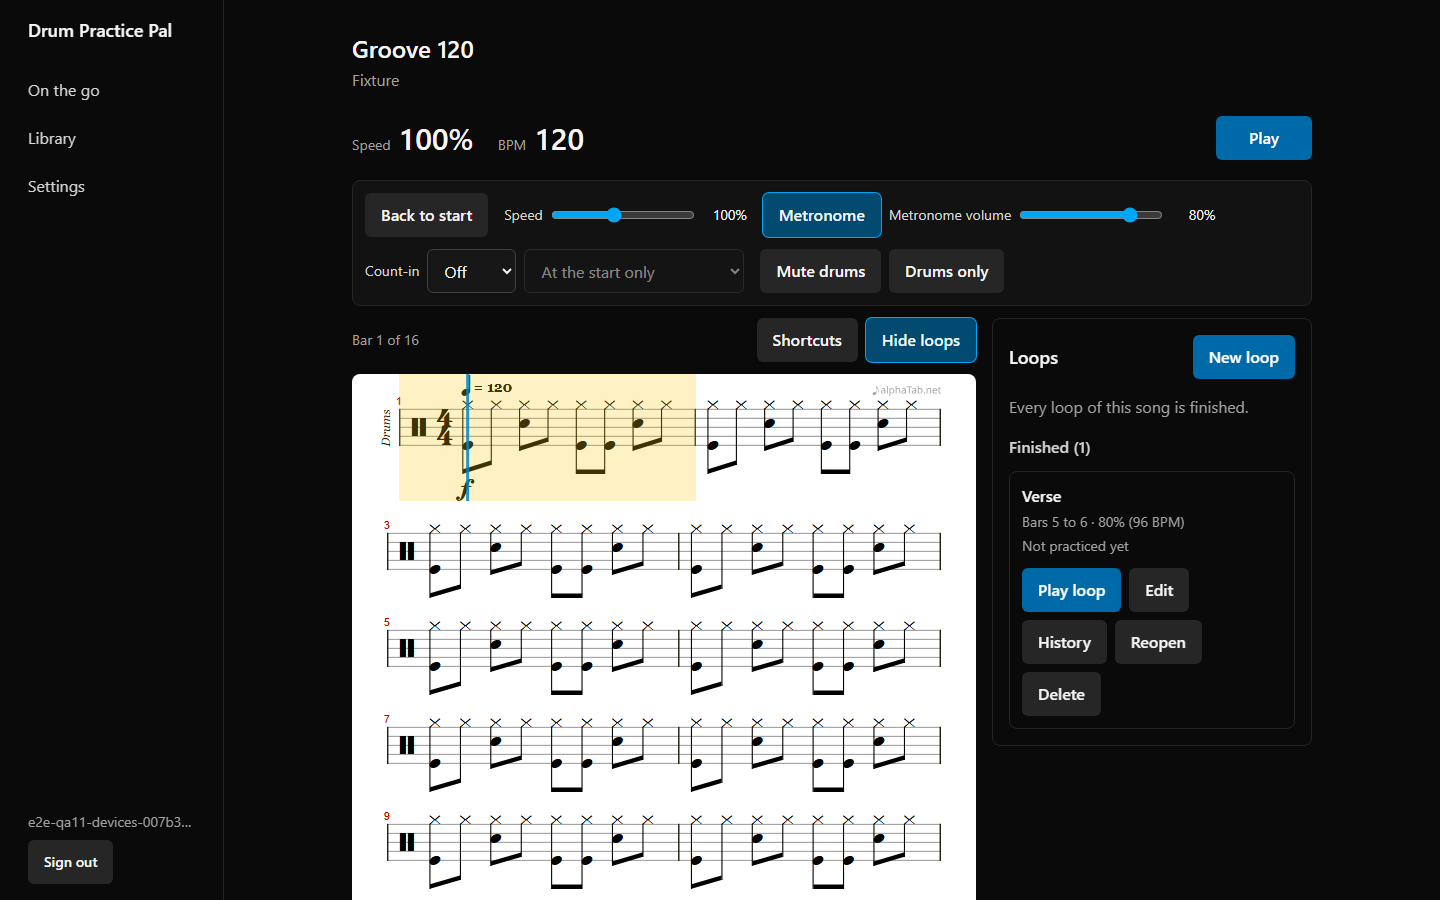 Drum Practice Pal
On the go
Library
Settings
e2e-qa11-devices-007b3...
Sign out
Groove 120
Fixture
Speed 100% BPM 120
Play
Back to start Speed 100% Metronome Metronome volume 80%
Count-in Off At the start only Mute drums Drums only
Bar 1 of 16 Shortcuts Hide loops
= 120
alphaTab.net
1
Drums
4
4
f
3
5
7
9
Loops
New loop
Every loop of this song is finished.
Finished (1)
Verse
Bars 5 to 6 · 80% (96 BPM)
Not practiced yet
Play loop Edit
History Reopen
Delete